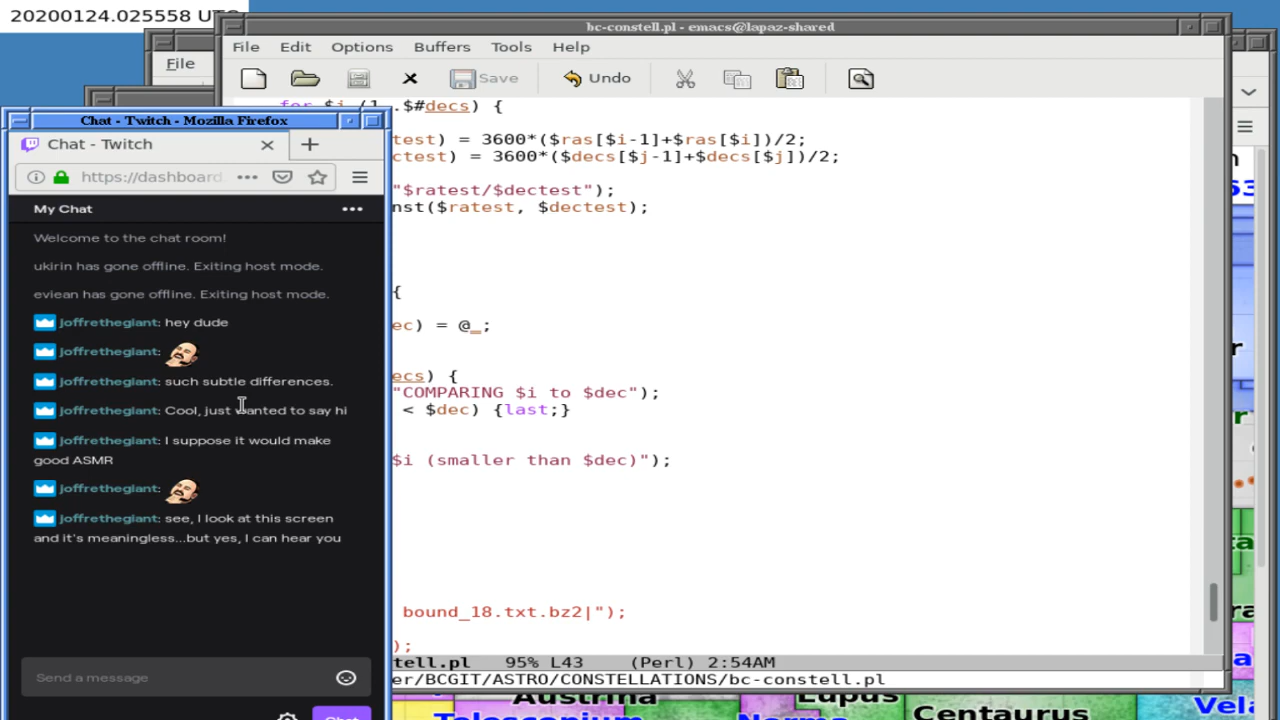 20200124.025558 UTC
bc-constell.pl - emacs@lapaz-shared
File Edit Options Buffers Tools Help
Save Undo
File
for $i (1..$#decs) {
test) = 3600*($ras[$i-1]+$ras[$i])/2;
ctest) = 3600*($decs[$j-1]+$decs[$j])/2;
"$ratest/$dectest");
nst($ratest, $dectest);
{
ec) = @_;
ecs) {
"COMPARING $i to $dec");
< $dec) {last;}
$i (smaller than $dec)");
bound_18.txt.bz2|");
);
tell.pl 95% L43 (Perl) 2:54AM
er/BCGIT/ASTRO/CONSTELLATIONS/bc-constell.pl
Chat - Twitch - Mozilla Firefox
Chat - Twitch
https://dashboard.
My Chat
Welcome to the chat room!
ukirin has gone offline. Exiting host mode.
eviean has gone offline. Exiting host mode.
joffrethegiant: hey dude
joffrethegiant:
joffrethegiant: such subtle differences.
joffrethegiant: Cool, just wanted to say hi
joffrethegiant: I suppose it would make
good ASMR
joffrethegiant:
joffrethegiant: see, I look at this screen
and it's meaningless...but yes, I can hear you
Send a message
Chat
Austrina Lupus
Telescopium Norma Centaurus Vela